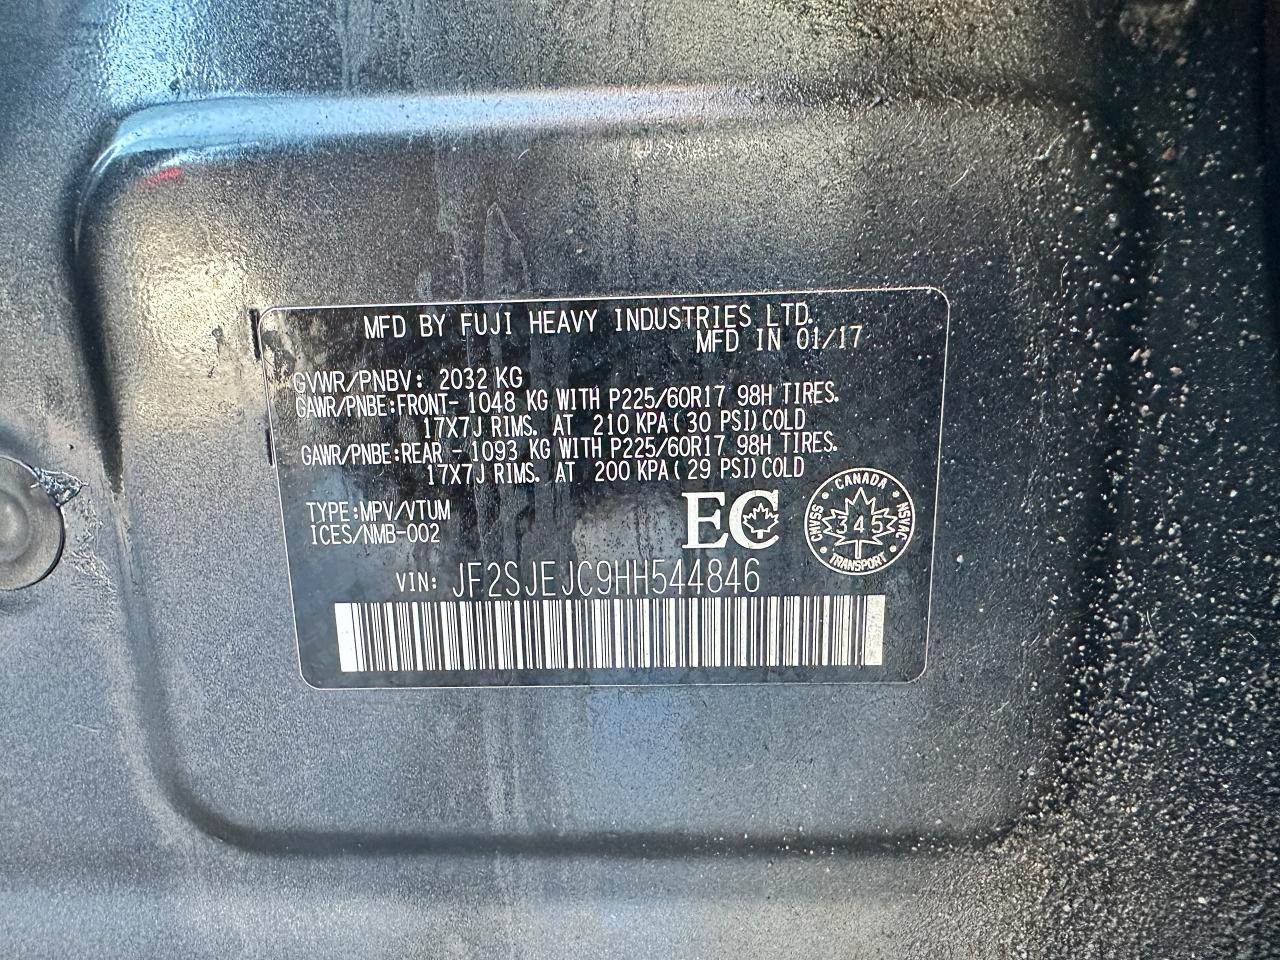 MFD BY FUJI HEAVY INDUSTRIES LTD.
MFD IN 01/17
GVWR/PNBV: 2032 KG
GAWR/PNBE:FRONT- 1048 KG WITH P225/60R17 98H TIRES.
17X7J RIMS. AT 210 KPA(30 PSI)COLD
GAWR/PNBE:REAR - 1093 KG WITH P225/60R17 98H TIRES.
17X7J RIMS. AT 200 KPA(29 PSI)COLD
TYPE:MPV/VTUM
ICES/NMB-002
EC
CANADA
CMVSS 345 NSVAC
TRANSPORT
VIN: JF2SJEJC9HH544846